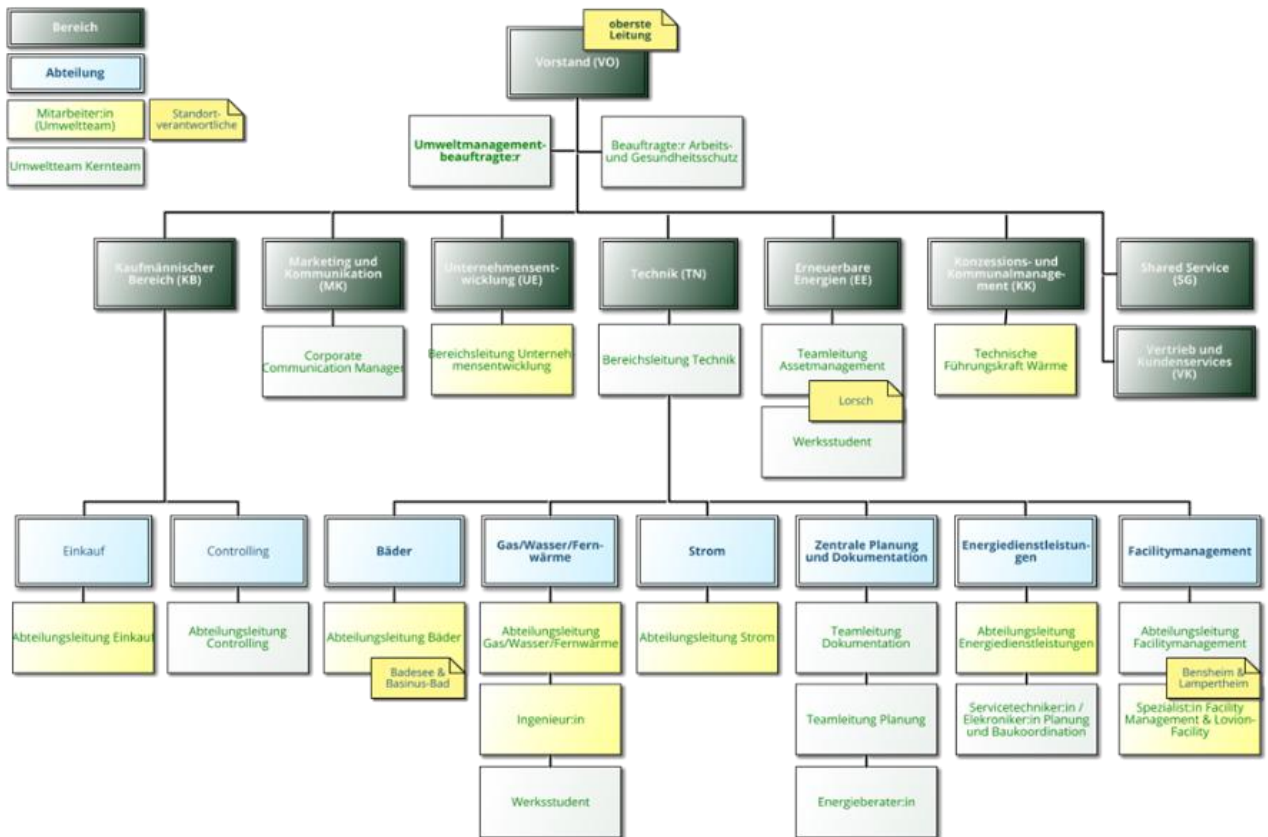 Bereich
Abteilung
Mitarbeiter:in
(Umweltteam)
Standort-
verantwortliche
Umweltteam Kernteam
oberste
Leitung
Vorstand (VO)
Umweltmanagement-
beauftragte:r
Beauftragte:r Arbeits-
und Gesundheitsschutz
Kaufmännischer
Bereich (KB)
Marketing und
Kommunikation
(MK)
Unternehmensent-
wicklung (UE)
Technik (TN)
Erneuerbare
Energien (EE)
Konzessions- und
Kommunalmanage-
ment (KK)
Shared Service
(SG)
Corporate
Communication Manager
Bereichsleitung Unterneh-
mensentwicklung
Bereichsleitung Technik
Teamleitung
Assetmanagement
Technische
Führungskraft Wärme
Vertrieb und
Kundenservices
(VK)
Lorsch
Werksstudent
Einkauf
Controlling
Bäder
Gas/Wasser/Fern-
wärme
Strom
Zentrale Planung
und Dokumentation
Energiedienstleistun-
gen
Facilitymanagement
Abteilungsleitung Einkauf
Abteilungsleitung
Controlling
Abteilungsleitung Bäder
Abteilungsleitung
Gas/Wasser/Fernwärme
Abteilungsleitung Strom
Teamleitung
Dokumentation
Abteilungsleitung
Energiedienstleistungen
Abteilungsleitung
Facilitymanagement
Badesee &
Basinus-Bad
Bensheim &
Lampertheim
Ingenieur:in
Teamleitung Planung
Servicetechniker:in /
Elekroniker:in Planung
und Baukoordination
Spezialist:in Facility
Management & Lovion-
Facility
Werksstudent
Energieberater:in